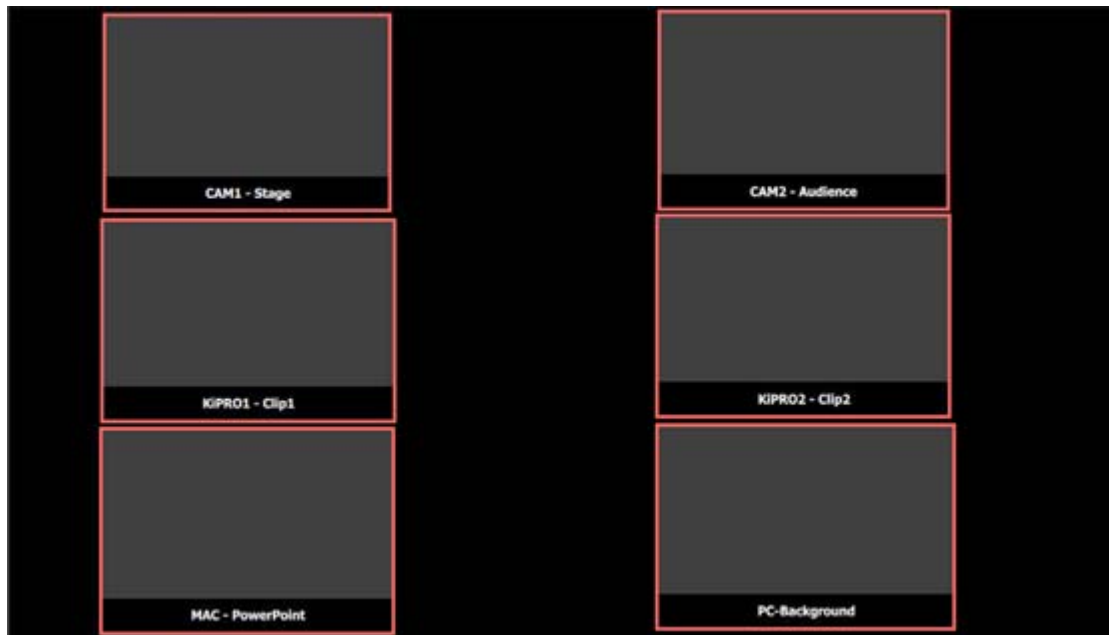 CAM1 - Stage
CAM2 - Audience
KiPRO1 - Clip1
KiPRO2 - Clip2
MAC - PowerPoint
PC-Background